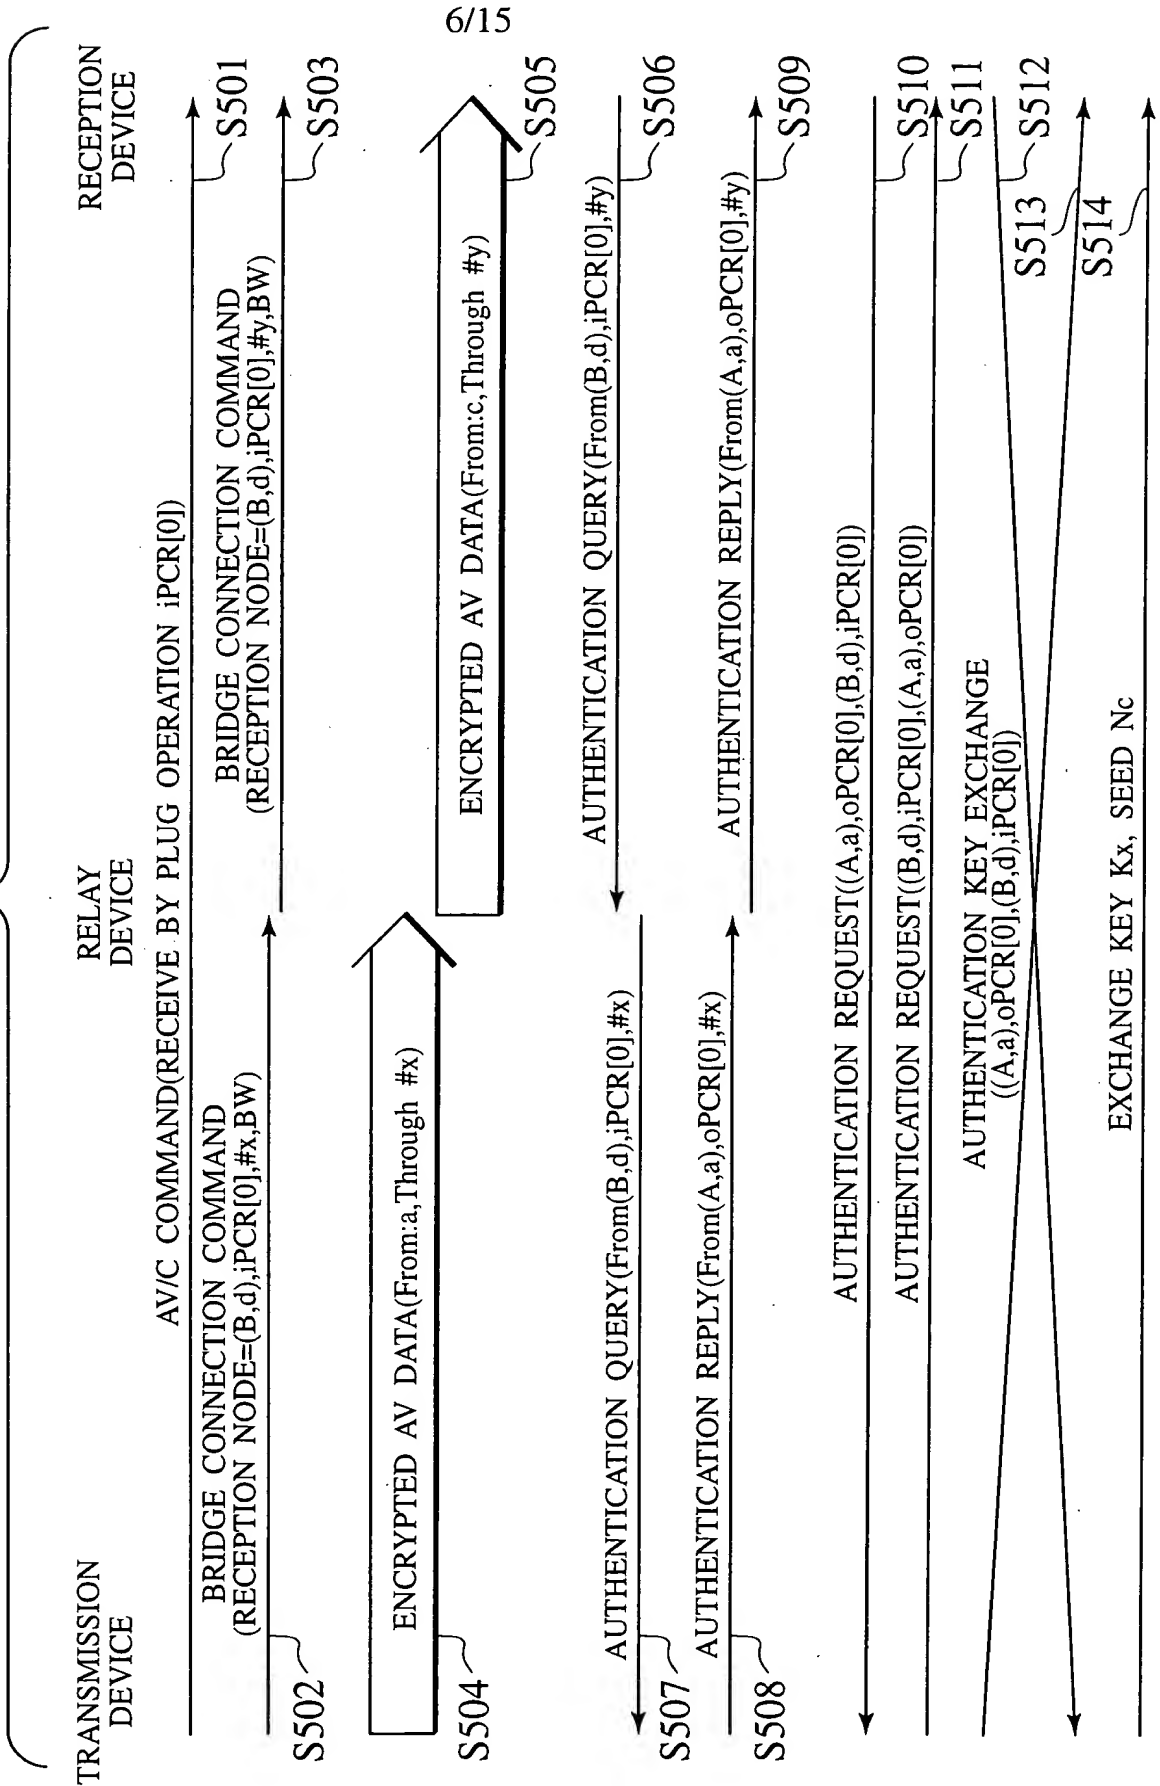 6/15
TRANSMISSION
DEVICE
RELAY
DEVICE
RECEPTION
DEVICE
AV/C COMMAND(RECEIVE BY PLUG OPERATION iPCR[0])
S501
BRIDGE CONNECTION COMMAND
(RECEPTION NODE=(B,d),iPCR[0],#x,BW)
S502
BRIDGE CONNECTION COMMAND
(RECEPTION NODE=(B,d),iPCR[0],#y,BW)
S503
ENCRYPTED AV DATA(From:a,Through #x)
S504
ENCRYPTED AV DATA(From:c,Through #y)
S505
AUTHENTICATION QUERY(From(B,d),iPCR[0],#y)
S506
AUTHENTICATION QUERY(From(B,d),iPCR[0],#x)
S507
AUTHENTICATION REPLY(From(A,a),oPCR[0],#x)
S508
AUTHENTICATION REPLY(From(A,a),oPCR[0],#y)
S509
AUTHENTICATION REQUEST((A,a),oPCR[0],(B,d),iPCR[0])
S510
AUTHENTICATION REQUEST((B,d),iPCR[0],(A,a),oPCR[0])
S511
AUTHENTICATION KEY EXCHANGE
((A,a),oPCR[0],(B,d),iPCR[0])
S512
S513
EXCHANGE KEY Kx, SEED Nc
S514